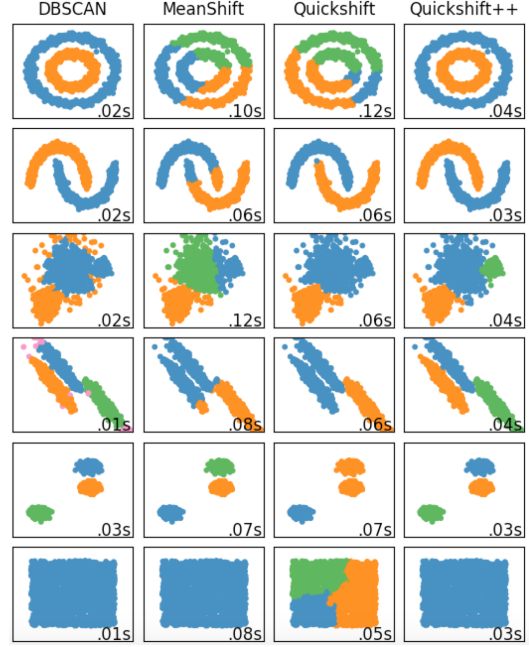 DBSCAN MeanShift Quickshift Quickshift++
.02s .10s .12s .04s
.02s .06s .06s .03s
.02s .12s .06s .04s
.01s .08s .06s .04s
.03s .07s .07s .03s
.01s .08s .05s .03s